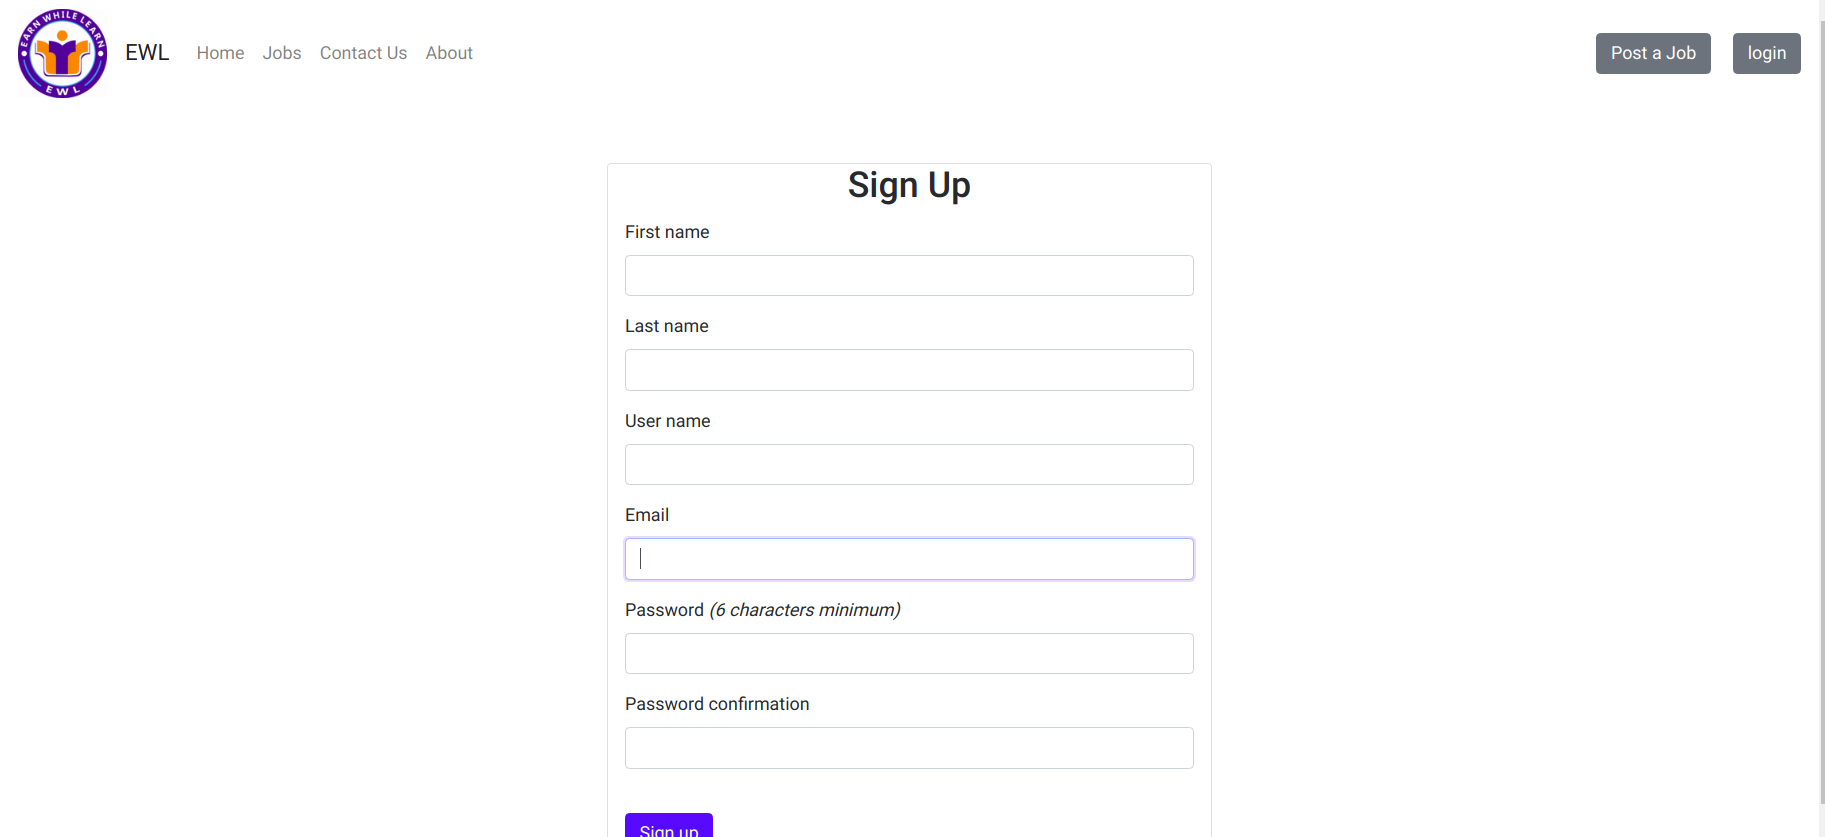 EARN WHILE LEARN
EWL
EWL Home Jobs Contact Us About Post a Job login
Sign Up
First name
Last name
User name
Email
Password (6 characters minimum)
Password confirmation
Sign up